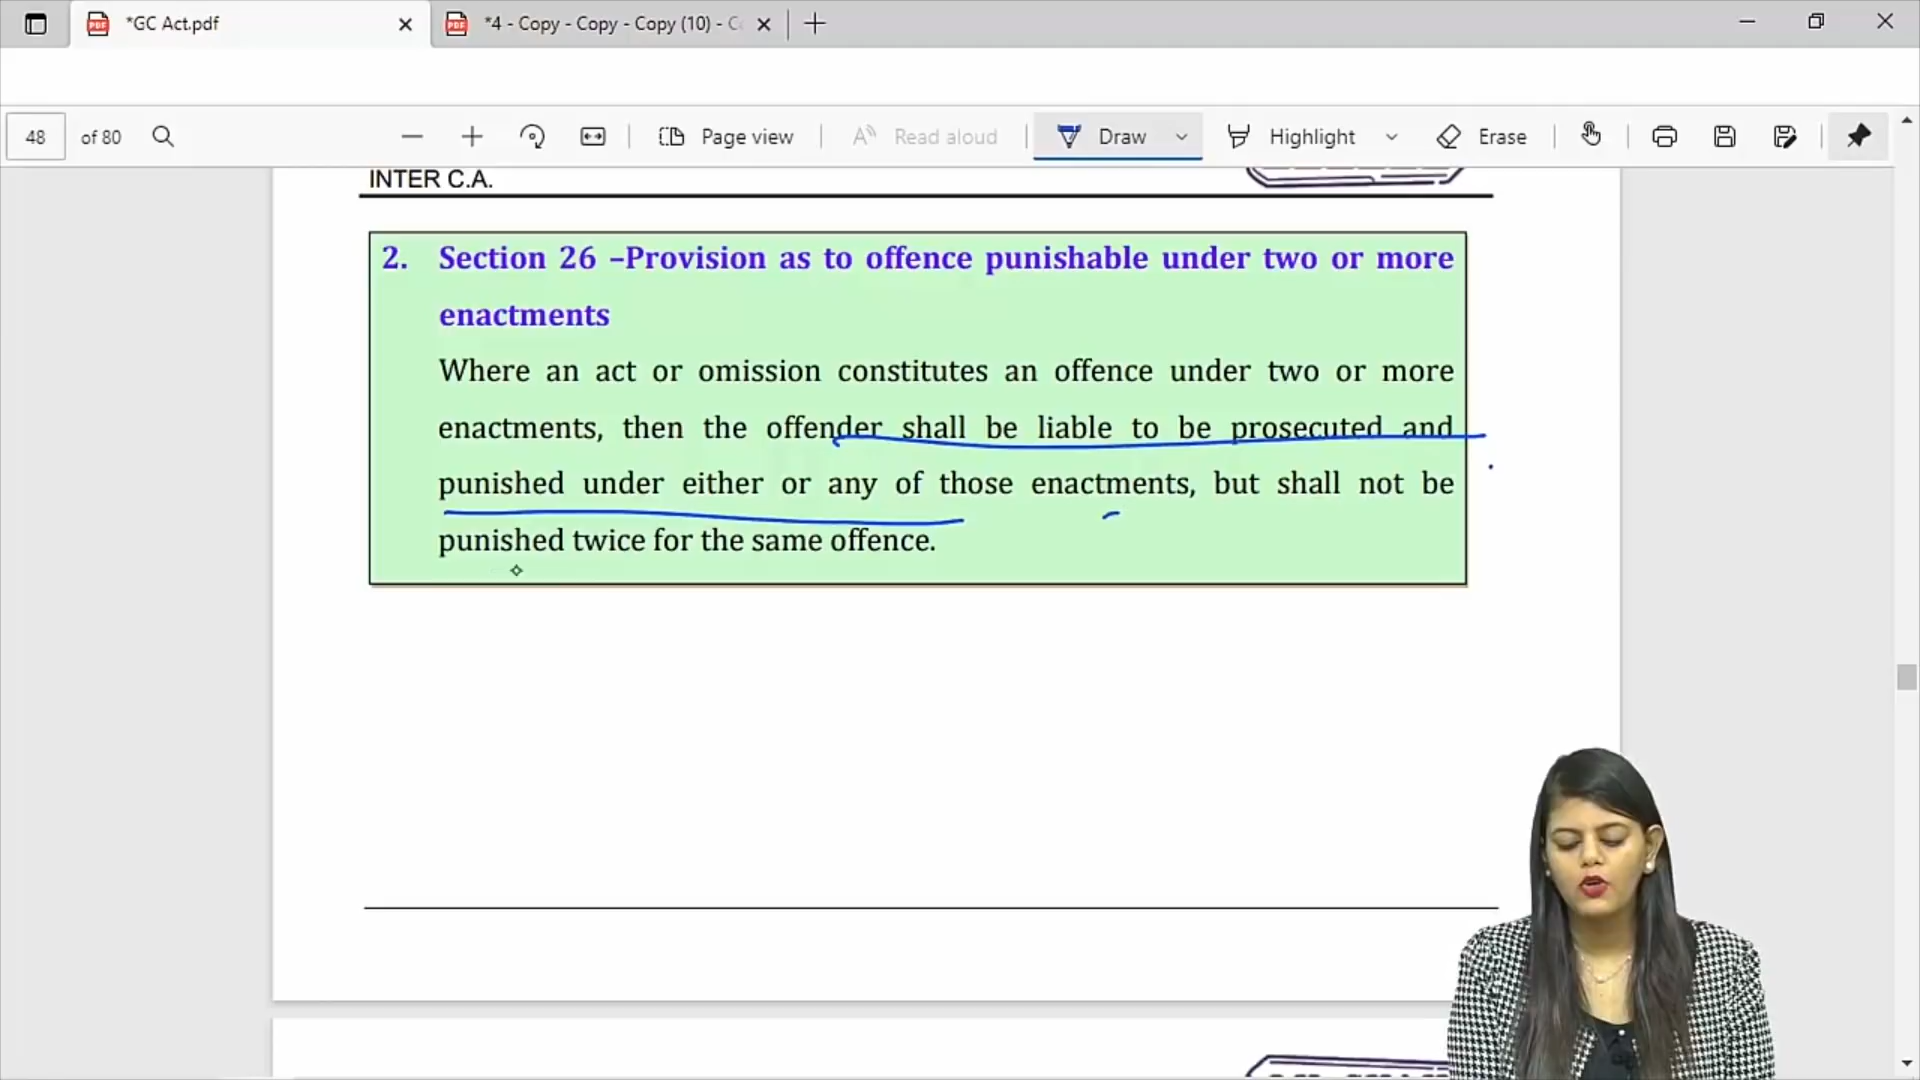 *GC Act.pdf
*4 - Copy - Copy - Copy (10) - C
48 of 80
Page view
Read aloud
Draw
Highlight
Erase
INTER C.A.
2. Section 26 –Provision as to offence punishable under two or more
enactments
Where an act or omission constitutes an offence under two or more
enactments, then the offender shall be liable to be prosecuted and
punished under either or any of those enactments, but shall not be
punished twice for the same offence.